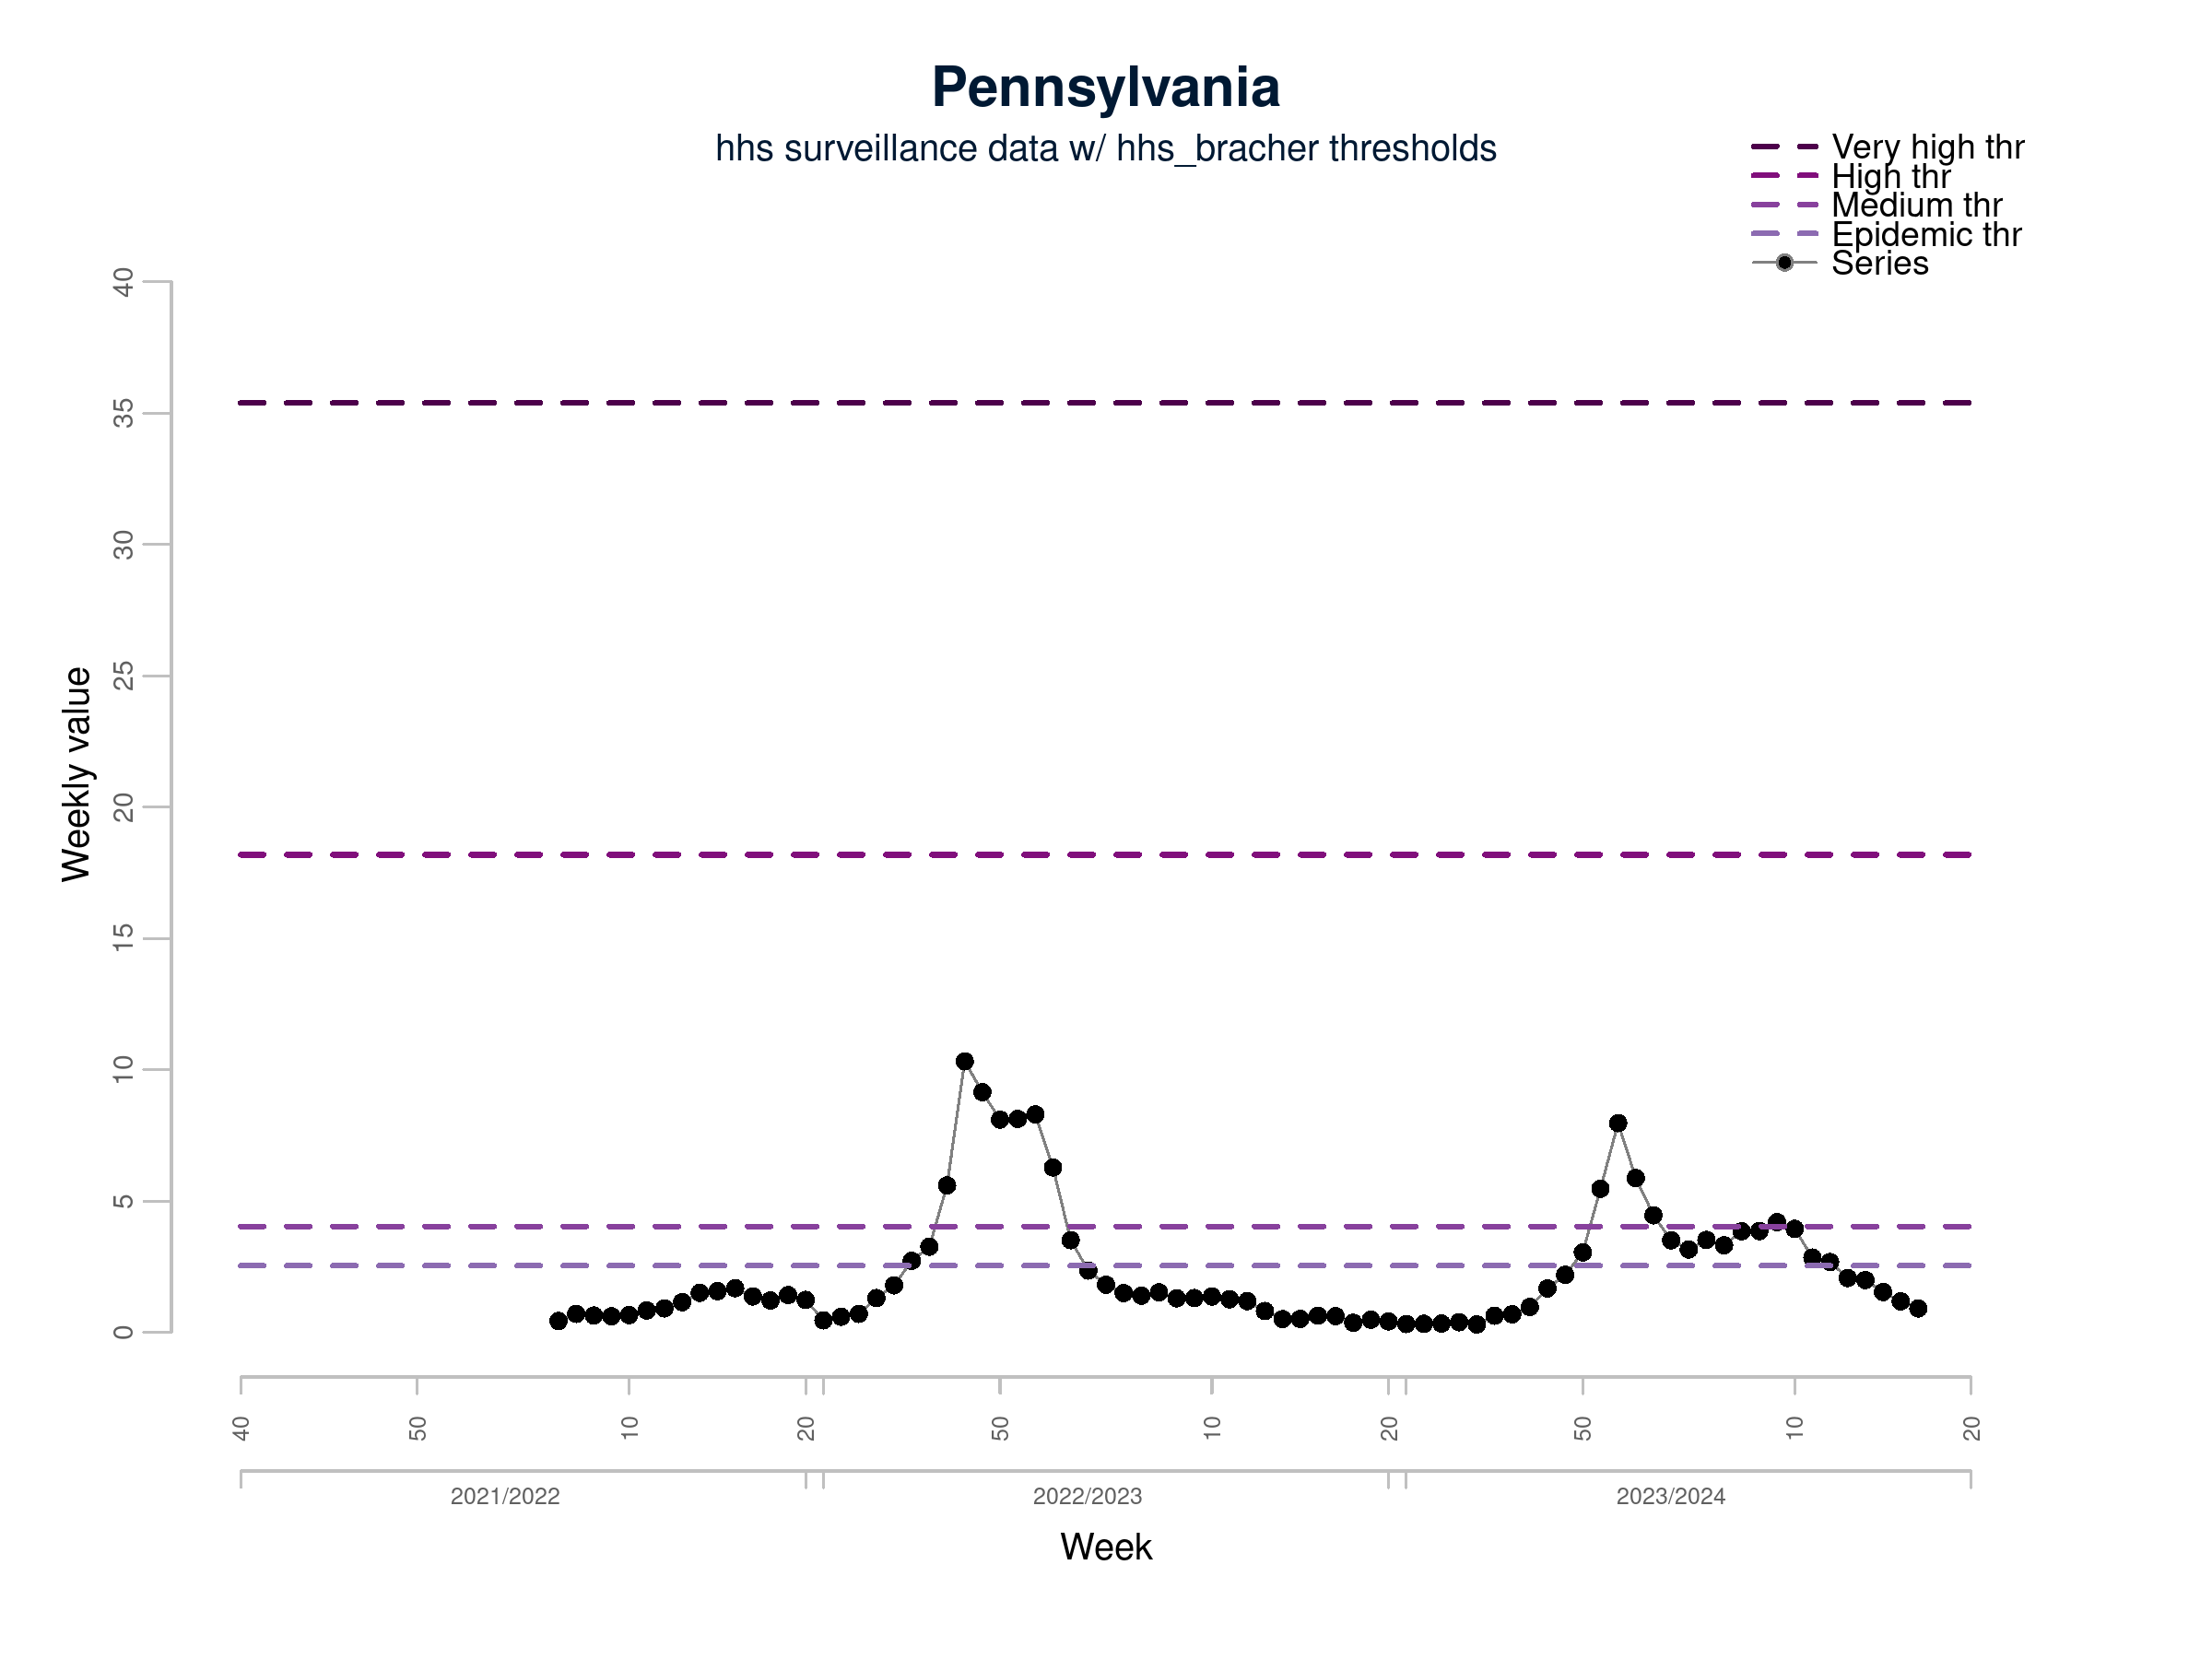 Pennsylvania
hhs surveillance data w/ hhs_bracher thresholds
Very high thr
High thr
Medium thr
Epidemic thr
Series
40
35
30
25
20
15
10
5
0
Weekly value
40 50 10 20 50 10 20 50 10 20
2021/2022 2022/2023 2023/2024
Week